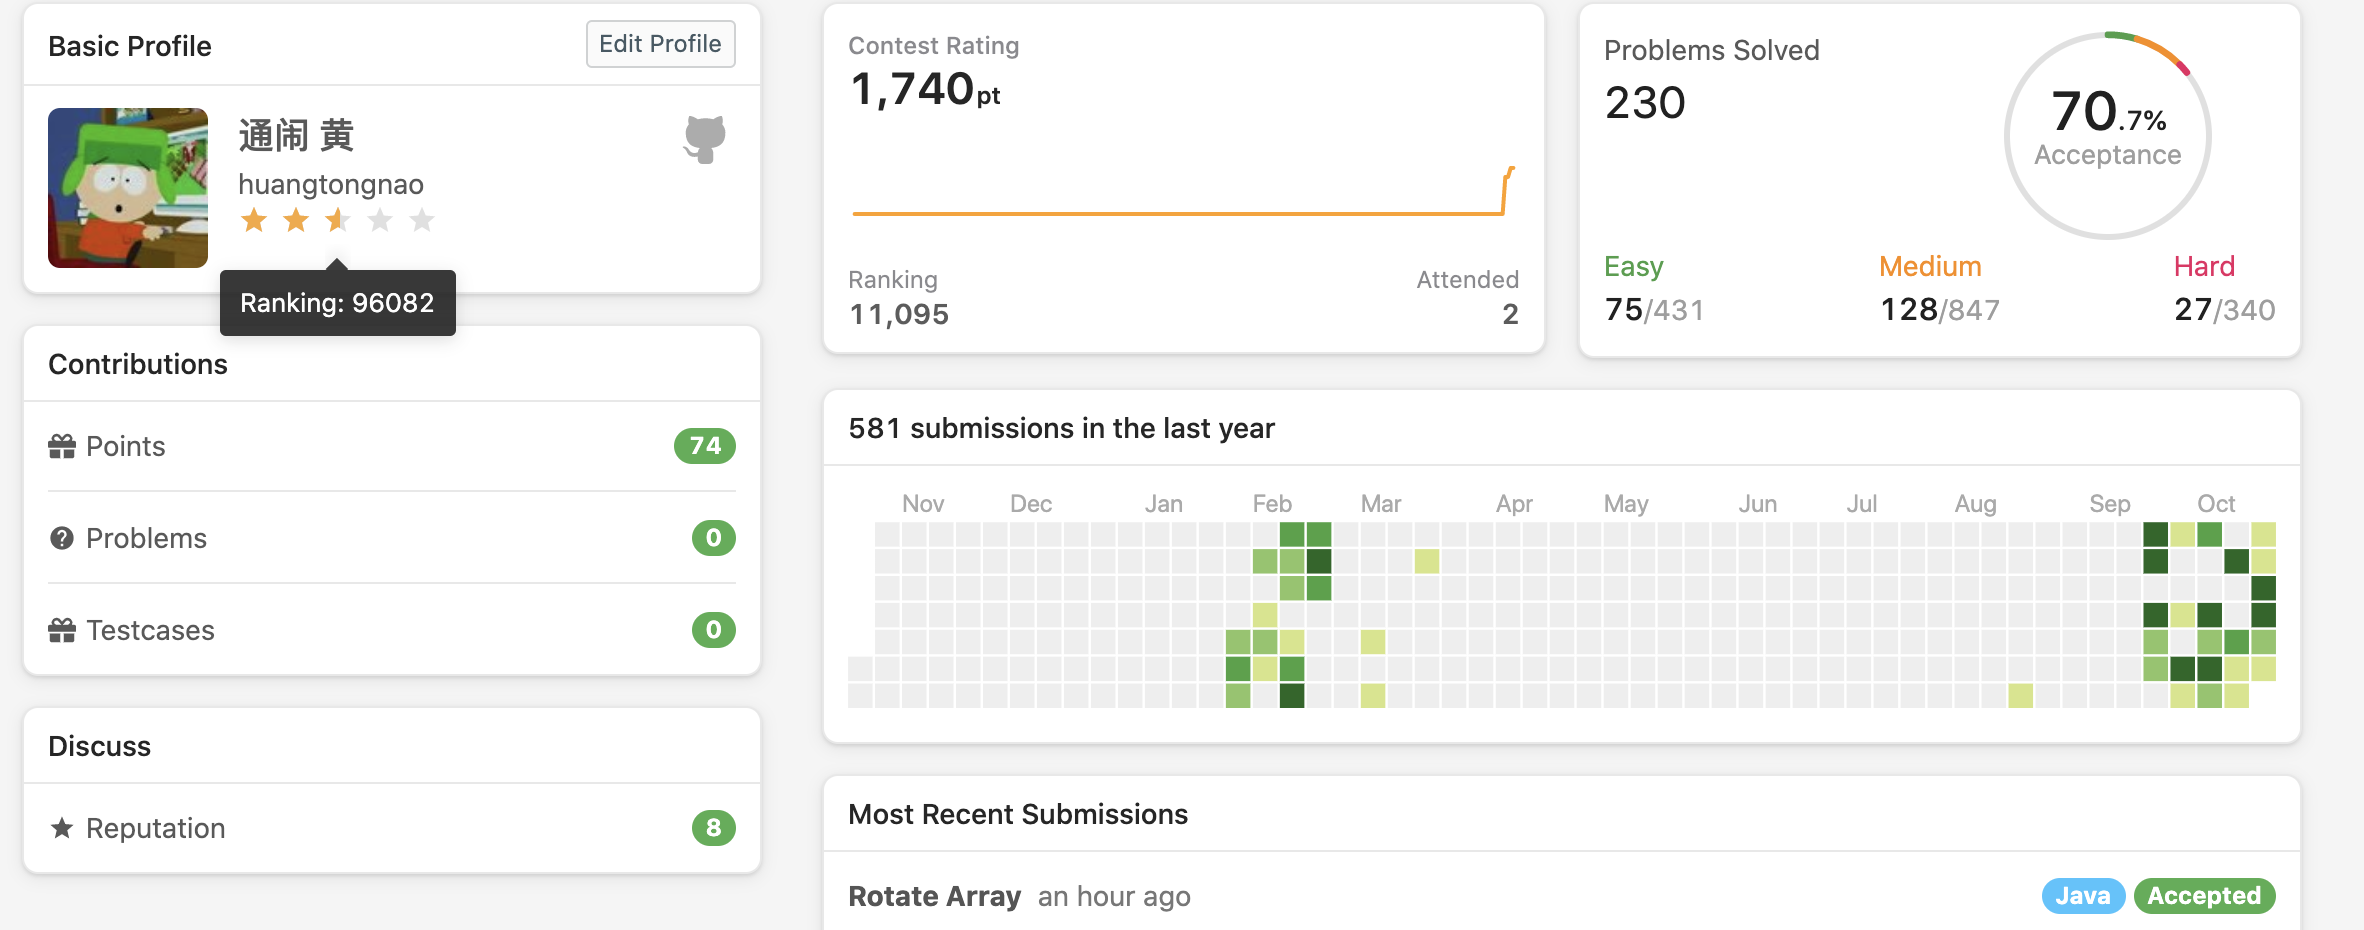 Basic Profile
Edit Profile
通闹 黄
huangtongnao
Ranking: 96082
Contributions
Points
74
Problems
0
Testcases
0
Discuss
Reputation
8
Contest Rating
1,740pt
Ranking
11,095
Attended
2
Problems Solved
230
70.7%
Acceptance
Easy
75/431
Medium
128/847
Hard
27/340
581 submissions in the last year
Nov Dec Jan Feb Mar Apr May Jun Jul Aug Sep Oct
Most Recent Submissions
Rotate Array an hour ago Java Accepted